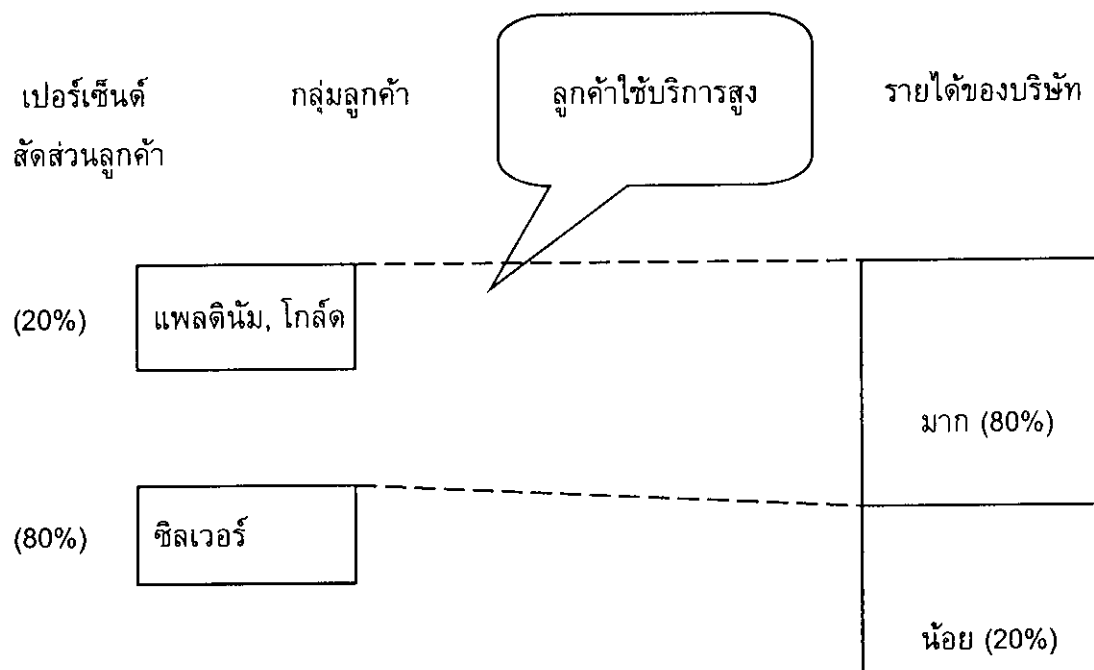 เปอร์เซ็นต์
สัดส่วนลูกค้า
กลุ่มลูกค้า
ลูกค้าใช้บริการสูง
รายได้ของบริษัท
(20%)
แพลตินัม, โกล์ด
มาก (80%)
(80%)
ซิลเวอร์
น้อย (20%)